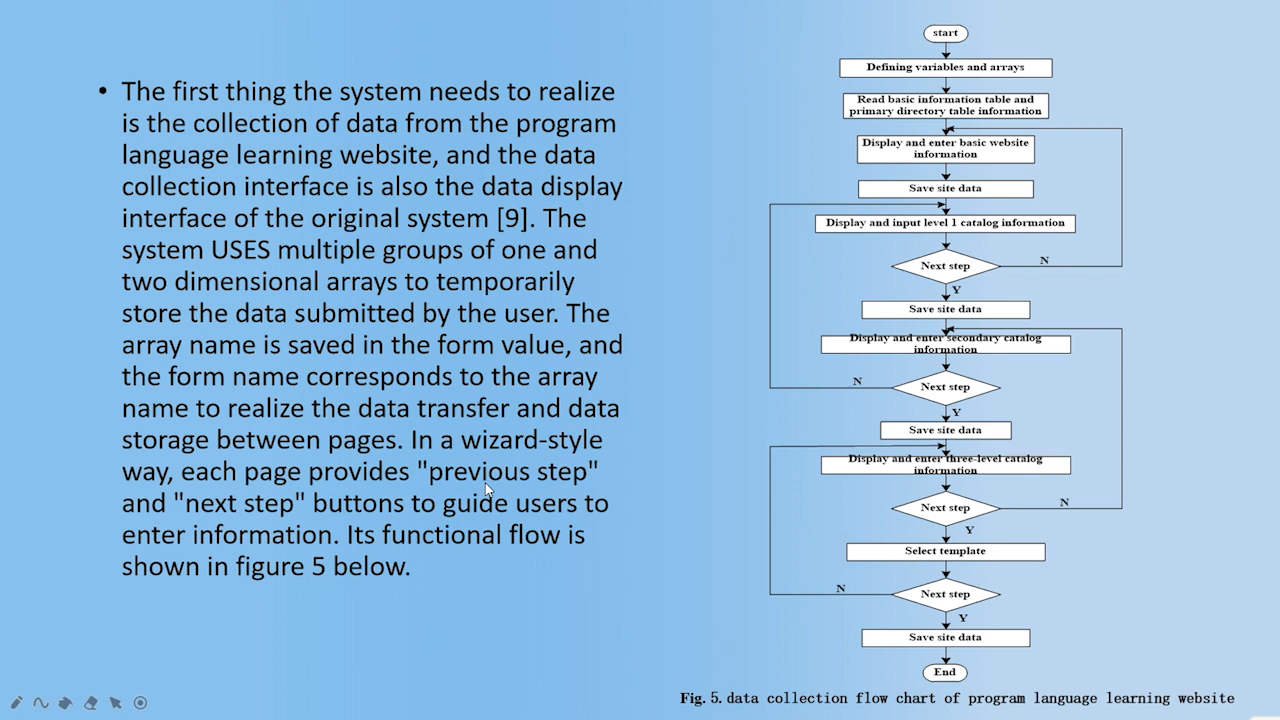 • The first thing the system needs to realize
is the collection of data from the program
language learning website, and the data
collection interface is also the data display
interface of the original system [9]. The
system USES multiple groups of one and
two dimensional arrays to temporarily
store the data submitted by the user. The
array name is saved in the form value, and
the form name corresponds to the array
name to realize the data transfer and data
storage between pages. In a wizard-style
way, each page provides "previous step"
and "next step" buttons to guide users to
enter information. Its functional flow is
shown in figure 5 below.
start
Defining variables and arrays
Read basic information table and
primary directory table information
Display and enter basic website
information
Save site data
Display and input level 1 catalog information
Next step
N
Y
Save site data
Display and enter secondary catalog
information
Next step
N
Y
Save site data
Display and enter three-level catalog
information
Next step
N
Y
Select template
Next step
N
Y
Save site data
End
Fig. 5. data collection flow chart of program language learning website